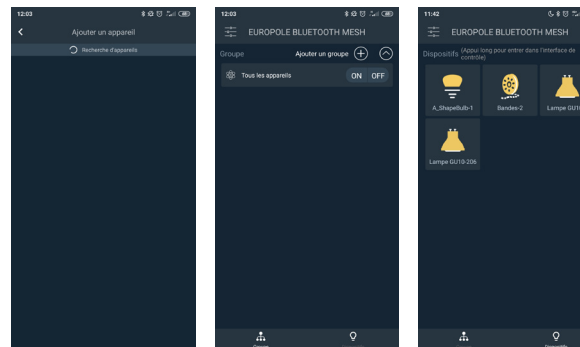 12:03
Ajouter un appareil
Recherche d'appareils
12:03
EUROPOLE BLUETOOTH MESH
Groupe
Ajouter un groupe
Tous les appareils
ON OFF
11:42
EUROPOLE BLUETOOTH MESH
Dispositifs (Appui long pour entrer dans l'interface de
contrôle)
A_ShapeBulb-1
Bandes-2
Lampe GU10
Lampe GU10-206